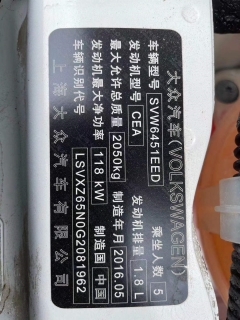 大众汽车(VOLKSWAGEN)
车辆型号 SVW6451EED 乘坐人数 5
发动机型号 CEA 发动机排量 1.8 L
最大允许总质量 2050kg 制造年月 2016.05
发动机最大净功率 118 kW 制造国 中国
车辆识别代号 LSVXZ65N0G2081962
上海大众汽车有限公司